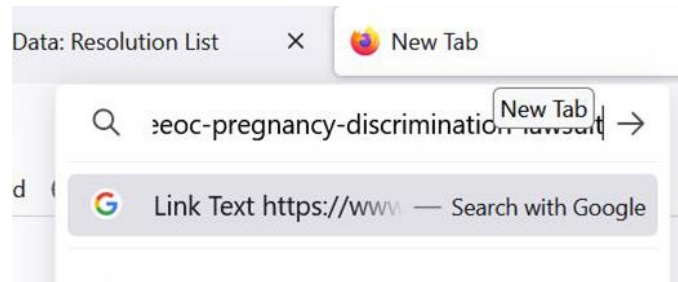 Data: Resolution List
New Tab
New Tab
eeoc-pregnancy-discrimination-lawsuit
d
Link Text https://www — Search with Google